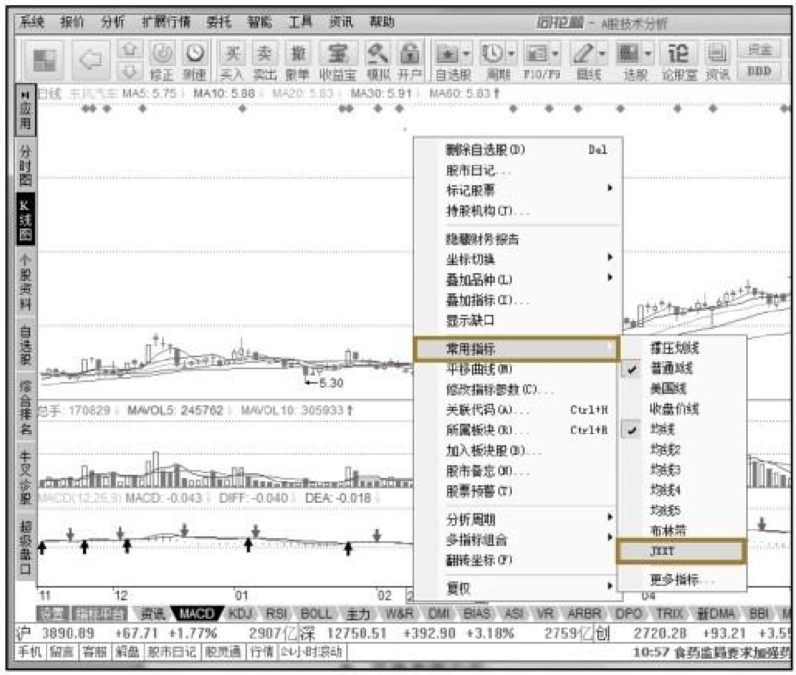 系统 报价 分析 扩展行情 委托 智能 工具 资讯 帮助 同花顺 - A股技术分析
买 卖 撤 宝 论 资金
修正 测速 买入 卖出 撤单 收益宝 模拟 开户 自选股 周期 F10/F9 画线 选股 论股堂 资讯 BBD
日线 东风汽车 MA5: 5.75↓ MA10: 5.88↓ MA20: 5.83↓ MA30: 5.91↓ MA60: 5.83↑
应用
分时图
K线图
个股资料
自选股
综合排名
牛叉诊股
超级盘口
删除自选股(D) Del
股市日记...
标记股票
持股机构(J)...
隐藏财务报告
坐标切换
叠加品种(L)
叠加指标(I)...
显示缺口
常用指标
平移曲线(M)
修改指标参数(C)...
关联代码(A)... Ctrl+H
所属板块(R)... Ctrl+R
加入板块股(B)...
股市备忘(N)...
股票预警(T)
分析周期
多指标组合
翻转坐标(F)
复权
撑压划线
普通K线
美国线
收盘价线
均线
均线2
均线3
均线4
均线5
布林带
JXXT
更多指标...
←5.30
总手: 170829↓ MAVOL5: 245762↓ MAVOL10: 305933↑
MACD(12,26,9) MACD: -0.043↓ DIFF: -0.040↓ DEA: -0.018↓
11 12 01 02 2 04
设置 指标平台 资讯 MACD KDJ RSI BOLL 主力 W&R DMI BIAS ASI VR ARBR DPO TRIX 新DMA BBI M
沪 3890.89 +67.71 +1.77% 2907亿 深 12750.51 +392.90 +3.18% 2759亿 创 2720.28 +93.21 +3.5
手机 留言 客服 解盘 股市日记 股灵通 行情 24小时滚动 10:57 食药监局要求加强药